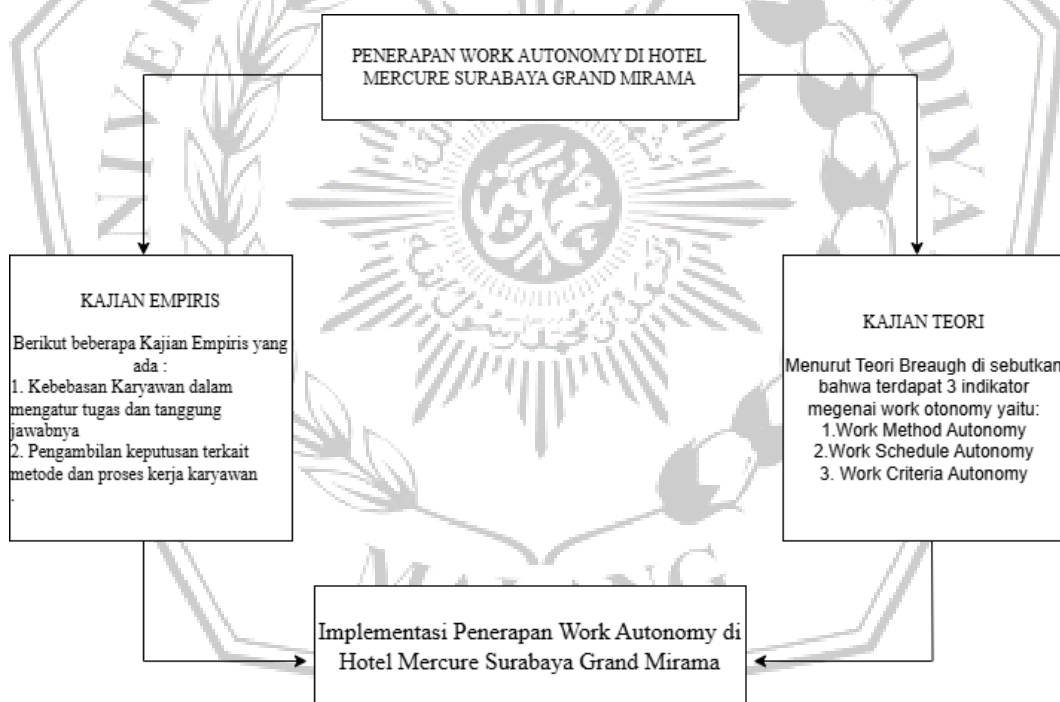 PENERAPAN WORK AUTONOMY DI HOTEL
MERCURE SURABAYA GRAND MIRAMA
KAJIAN EMPIRIS
Berikut beberapa Kajian Empiris yang
ada :
1. Kebebasan Karyawan dalam
mengatur tugas dan tanggung
jawabnya
2. Pengambilan keputusan terkait
metode dan proses kerja karyawan
.
KAJIAN TEORI
Menurut Teori Breaugh di sebutkan
bahwa terdapat 3 indikator
megenai work otonomy yaitu:
1.Work Method Autonomy
2.Work Schedule Autonomy
3. Work Criteria Autonomy
Implementasi Penerapan Work Autonomy di
Hotel Mercure Surabaya Grand Mirama
MALANG